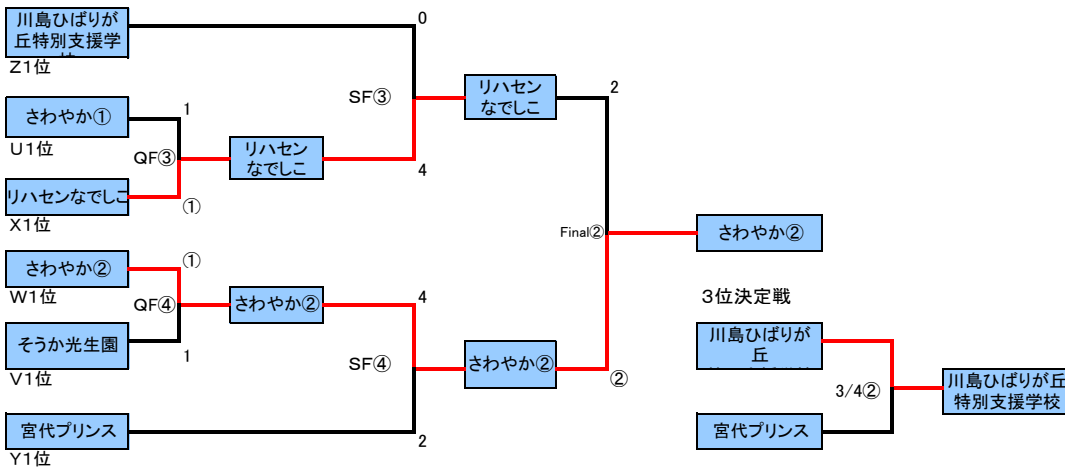 川島ひばりが
丘特別支援学
Z1位
0
SF③
リハセン
なでしこ
2
さわやか①
U1位
1
QF③
リハセン
なでしこ
4
リハセンなでしこ
X1位
①
Final②
さわやか②
さわやか②
W1位
①
QF④
さわやか②
4
3位決定戦
そうか光生園
V1位
1
SF④
さわやか②
②
川島ひばりが
丘
3/4②
川島ひばりが丘
特別支援学校
宮代プリンス
Y1位
2
宮代プリンス